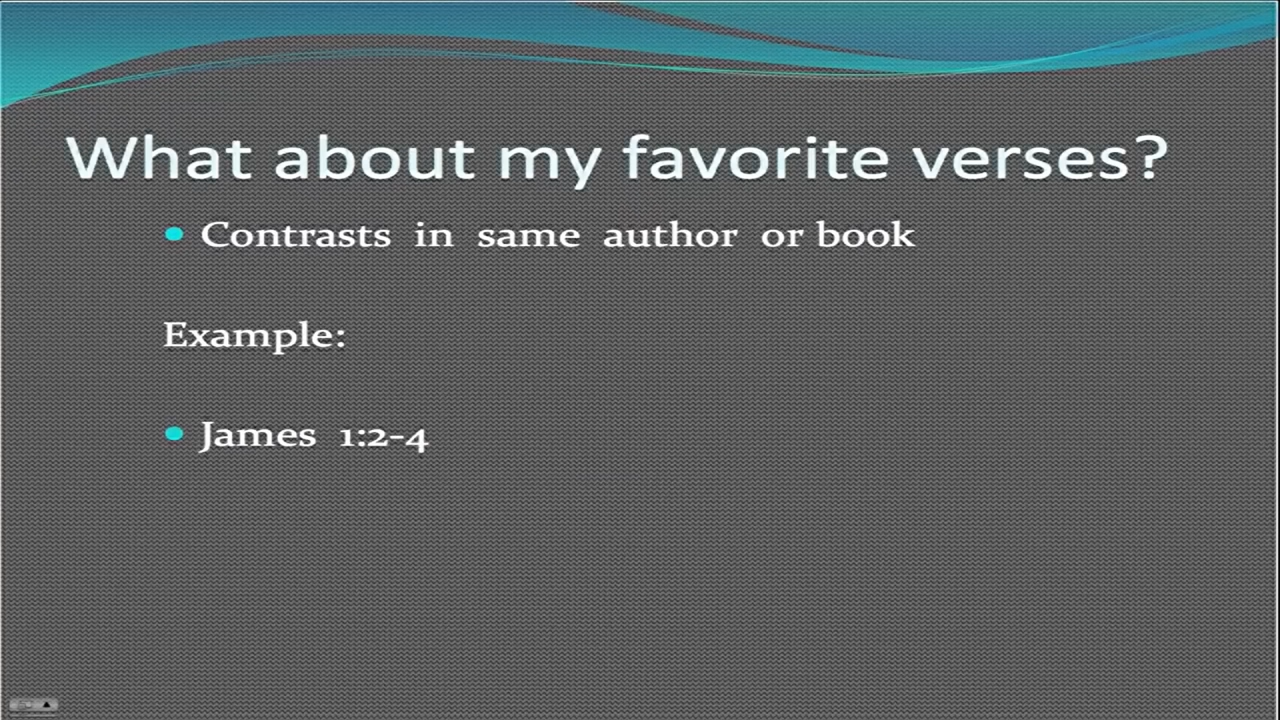 What about my favorite verses?
Contrasts in same author or book
Example:
James 1:2-4